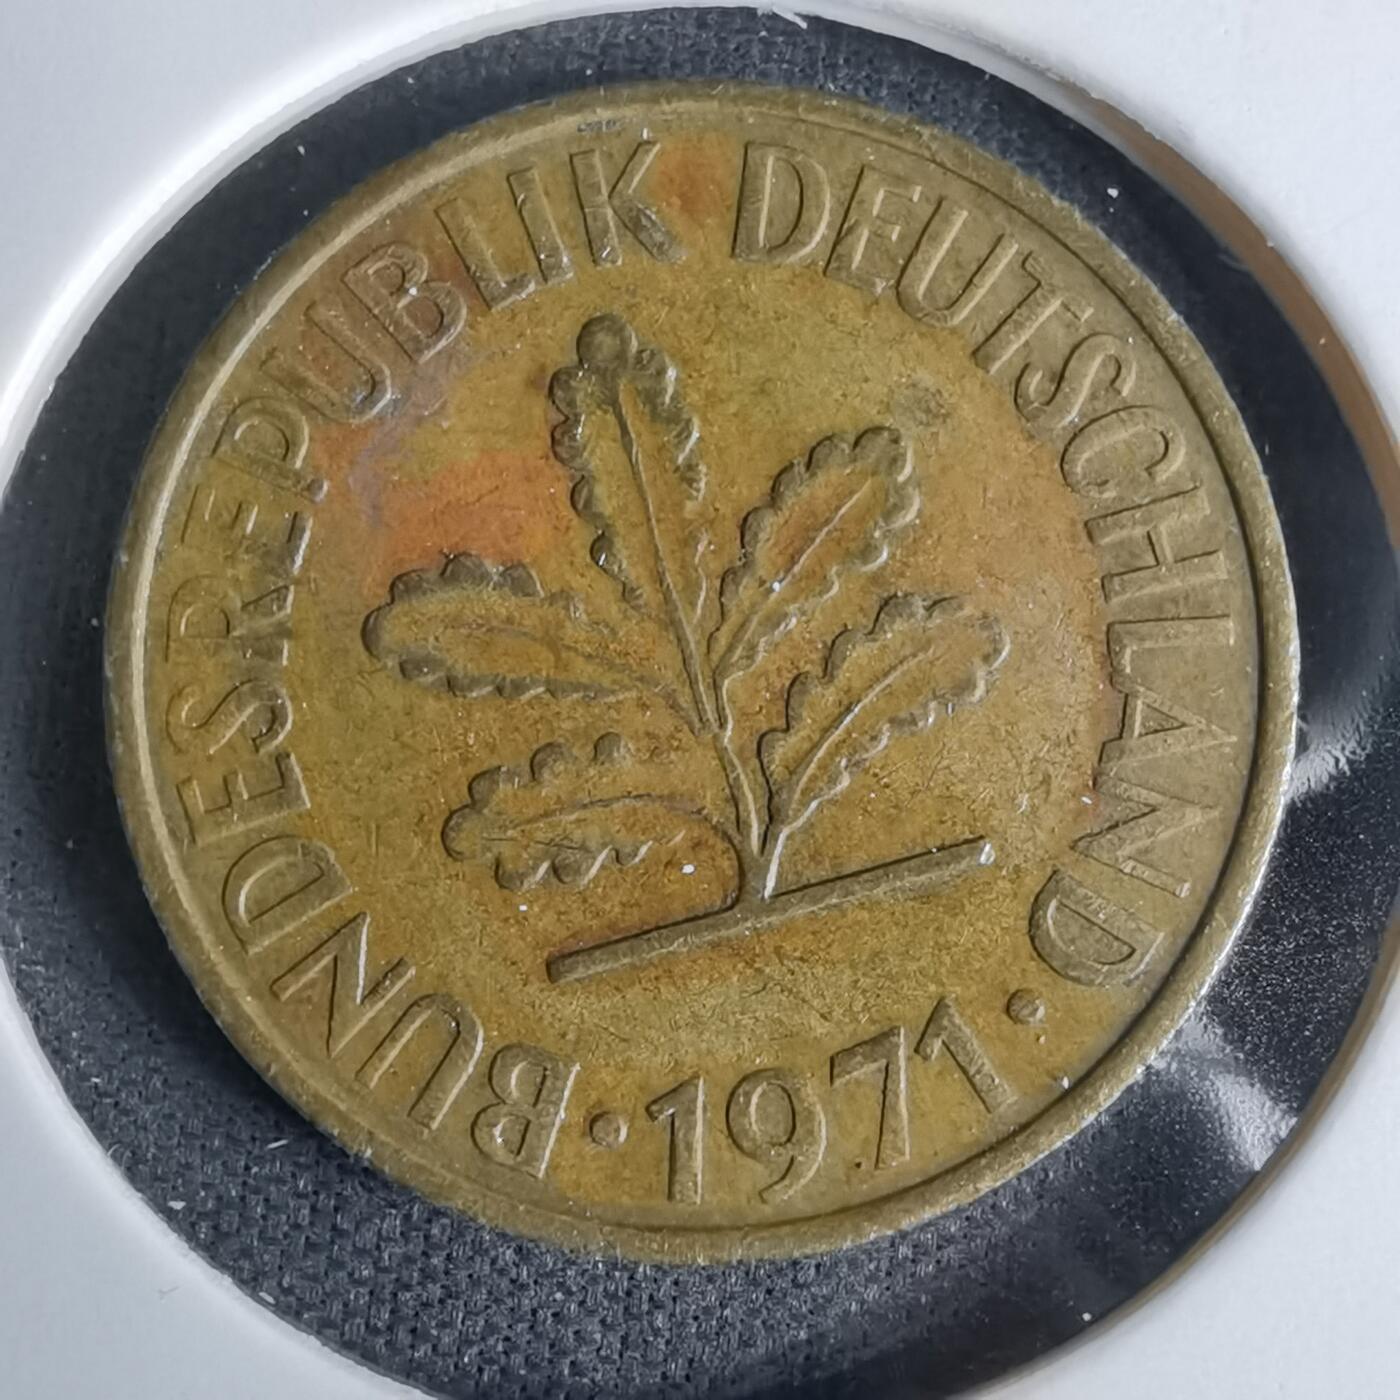 BUNDESREPUBLIK DEUTSCHLAND
· 1971 ·